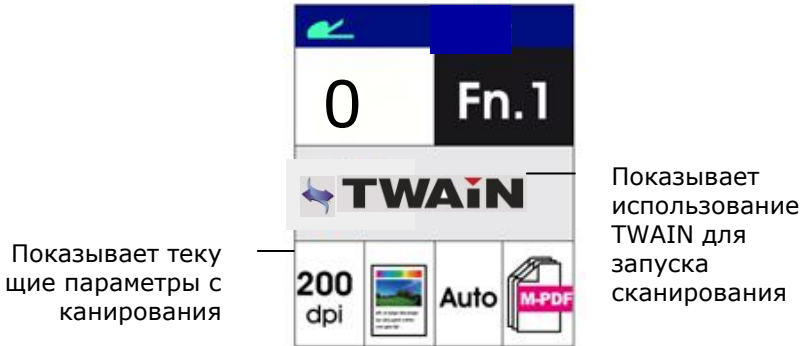 0
Fn.1
TWAiN
Показывает
использование
TWAIN для
запуска
сканирования
Показывает теку
щие параметры с
канирования
200
dpi
Auto
M-PDF